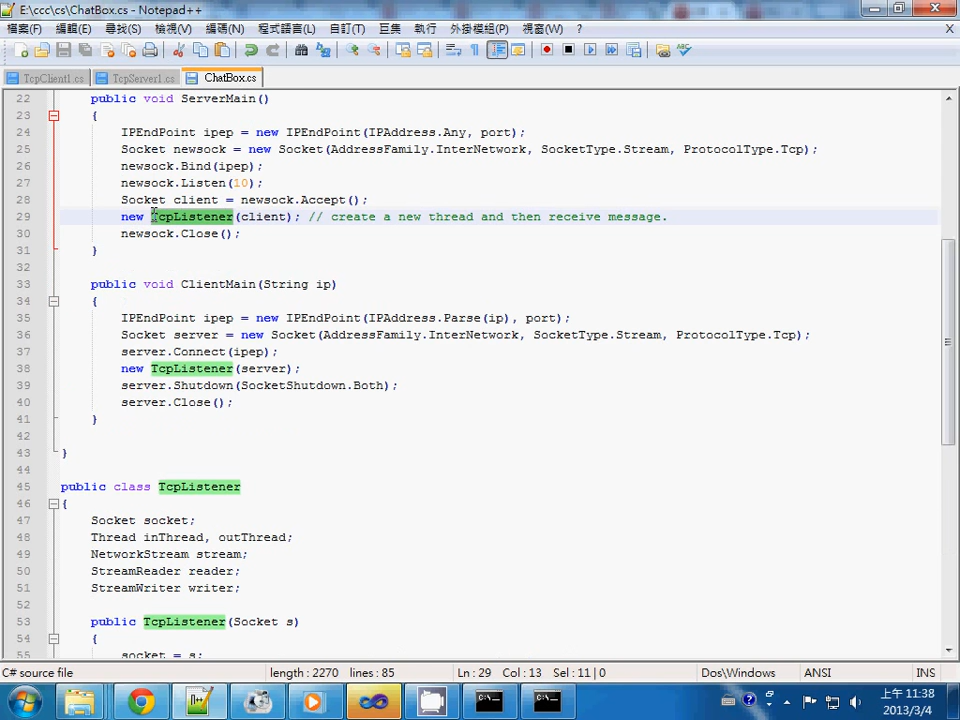 E:\ccc\cs\ChatBox.cs - Notepad++
檔案(F) 編輯(E) 尋找(S) 檢視(V) 編碼(N) 程式語言(L) 設定(T) 巨集 執行 外掛模組(P) 視窗(W) ? X
TcpClient1.cs TcpServer1.cs ChatBox.cs
22 public void ServerMain()
23 {
24 IPEndPoint ipep = new IPEndPoint(IPAddress.Any, port);
25 Socket newsock = new Socket(AddressFamily.InterNetwork, SocketType.Stream, ProtocolType.Tcp);
26 newsock.Bind(ipep);
27 newsock.Listen(10);
28 Socket client = newsock.Accept();
29 new TcpListener(client); // create a new thread and then receive message.
30 newsock.Close();
31 }
32
33 public void ClientMain(String ip)
34 {
35 IPEndPoint ipep = new IPEndPoint(IPAddress.Parse(ip), port);
36 Socket server = new Socket(AddressFamily.InterNetwork, SocketType.Stream, ProtocolType.Tcp);
37 server.Connect(ipep);
38 new TcpListener(server);
39 server.Shutdown(SocketShutdown.Both);
40 server.Close();
41 }
42
43 }
44
45 public class TcpListener
46 {
47 Socket socket;
48 Thread inThread, outThread;
49 NetworkStream stream;
50 StreamReader reader;
51 StreamWriter writer;
52
53 public TcpListener(Socket s)
54 {
55 socket = s;
C# source file length : 2270 lines : 85 Ln : 29 Col : 13 Sel : 11 | 0 Dos\Windows ANSI INS
上午 11:38
2013/3/4